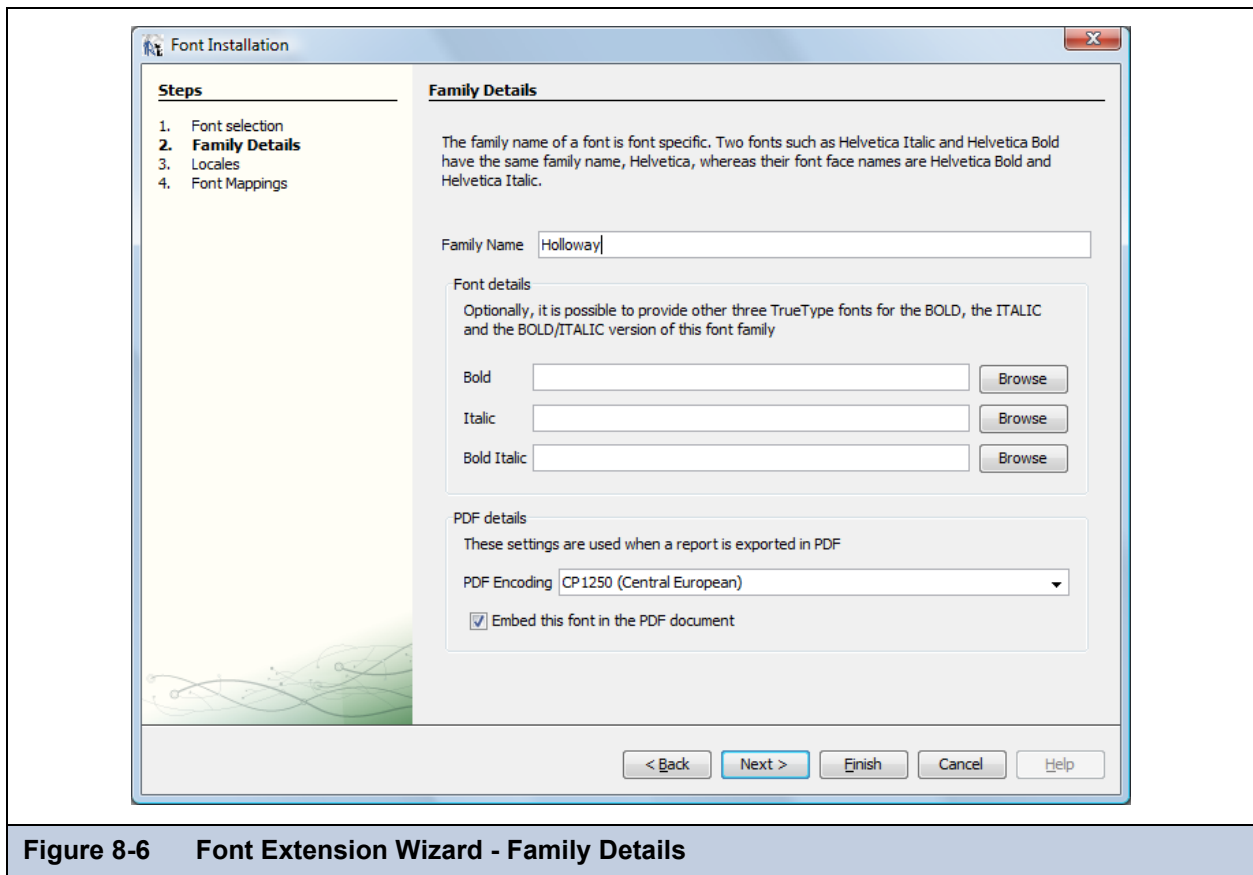 Font Installation
Steps
1. Font selection
2. Family Details
3. Locales
4. Font Mappings
Family Details
The family name of a font is font specific. Two fonts such as Helvetica Italic and Helvetica Bold
have the same family name, Helvetica, whereas their font face names are Helvetica Bold and
Helvetica Italic.
Family Name Holloway
Font details
Optionally, it is possible to provide other three TrueType fonts for the BOLD, the ITALIC
and the BOLD/ITALIC version of this font family
Bold Browse
Italic Browse
Bold Italic Browse
PDF details
These settings are used when a report is exported in PDF
PDF Encoding CP1250 (Central European)
Embed this font in the PDF document
< Back Next > Finish Cancel Help
Figure 8-6 Font Extension Wizard - Family Details